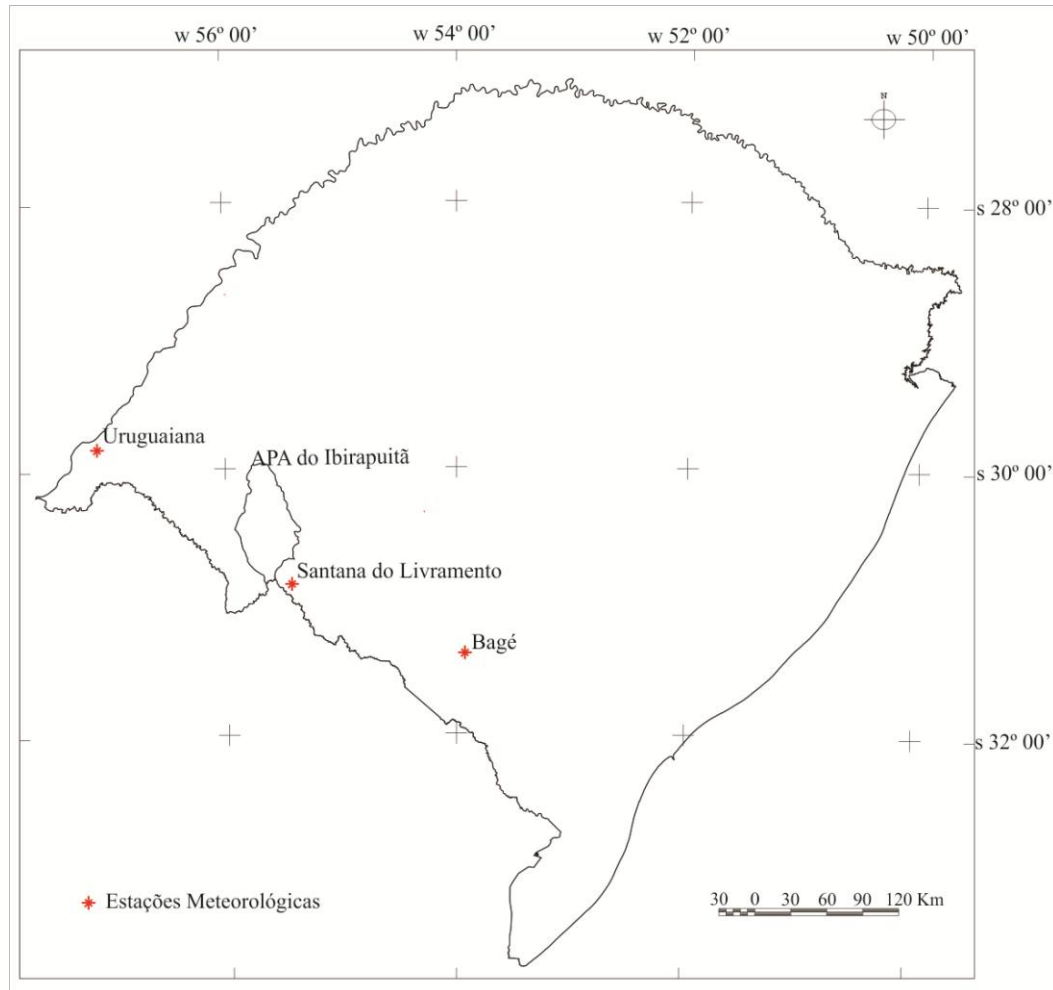 w 56º 00’ w 54º 00’ w 52º 00’ w 50º 00’
N
s 28º 00’
Uruguaiana
APA do Ibirapuitã
s 30º 00’
Santana do Livramento
Bagé
s 32º 00’
Estações Meteorológicas
30 0 30 60 90 120 Km